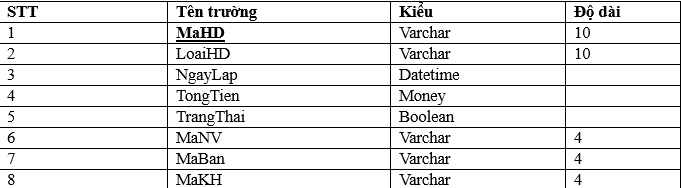 STT Tên trường Kiểu Độ dài
1 MaHD Varchar 10
2 LoaiHD Varchar 10
3 NgayLap Datetime
4 TongTien Money
5 TrangThai Boolean
6 MaNV Varchar 4
7 MaBan Varchar 4
8 MaKH Varchar 4